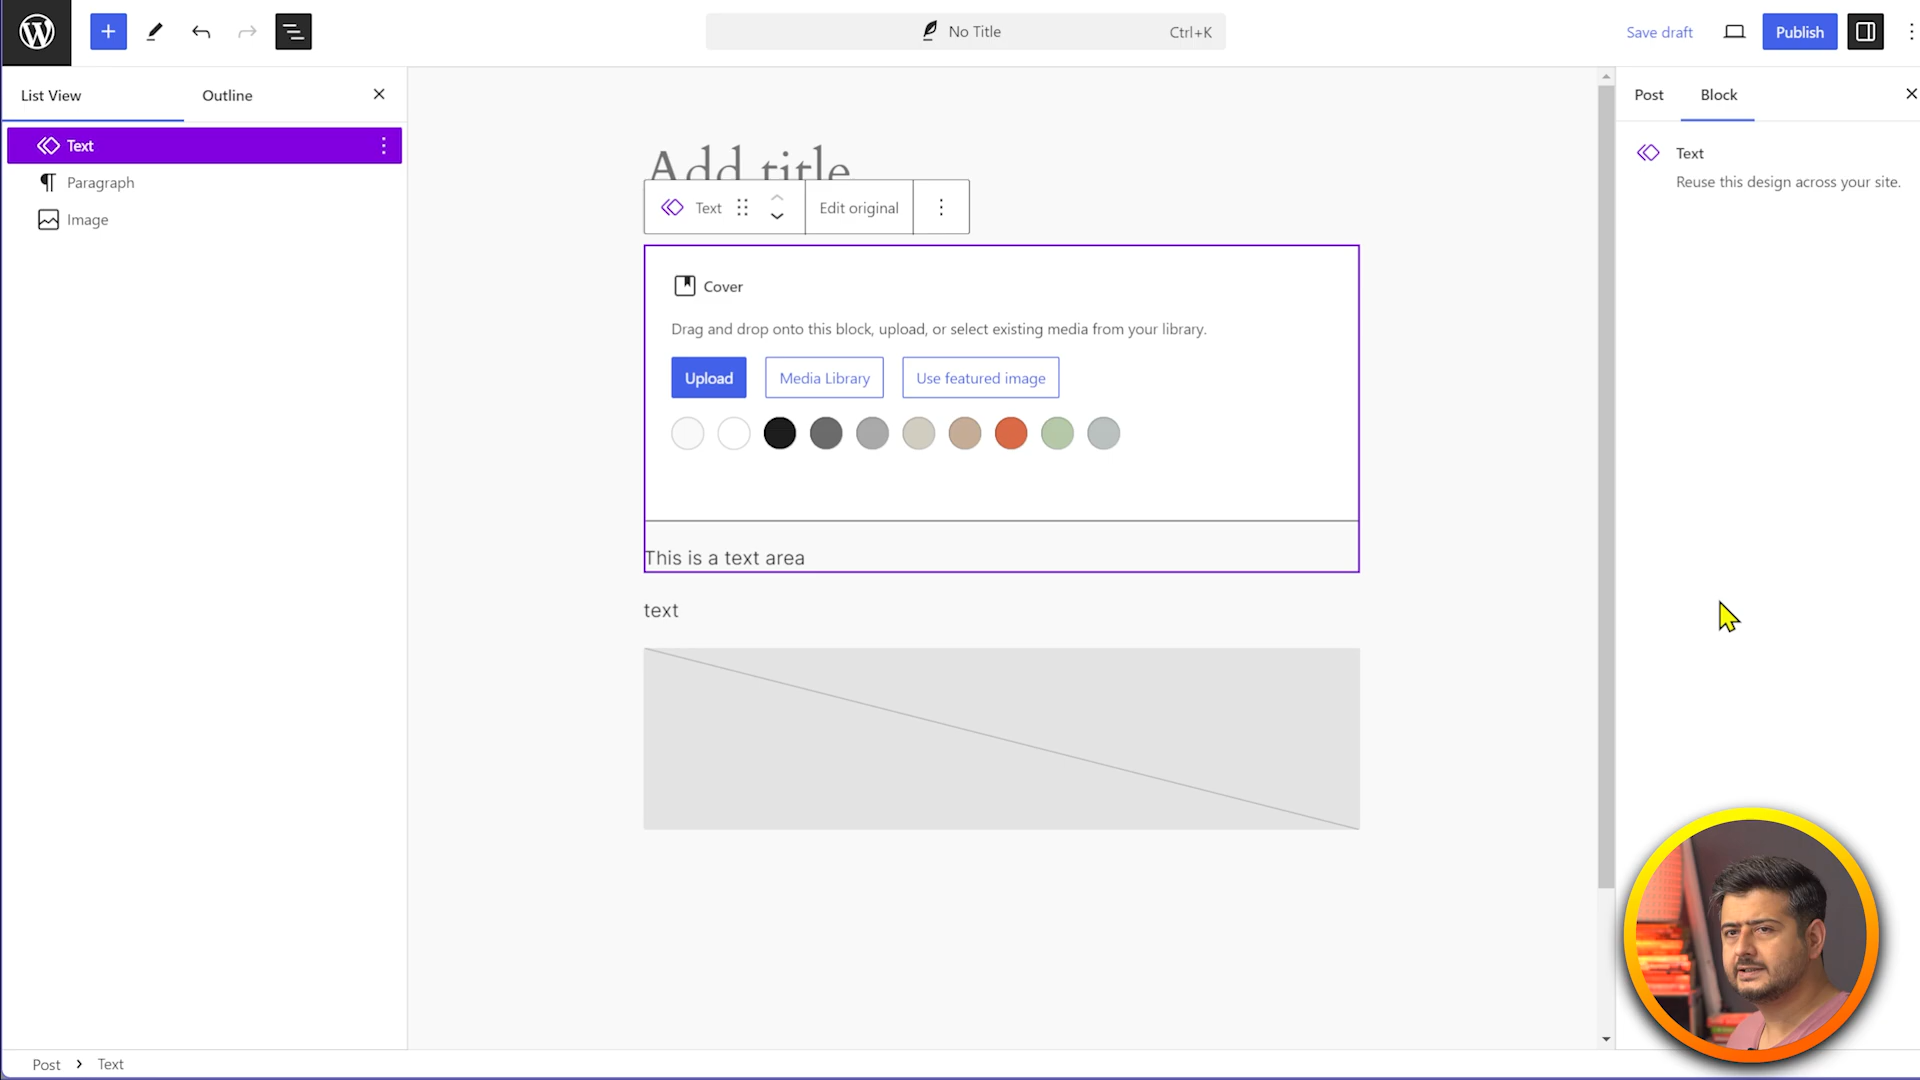 No Title
Ctrl+K
Save draft
Publish
List View
Outline
Text
Paragraph
Image
Add title
Text
Edit original
Cover
Drag and drop onto this block, upload, or select existing media from your library.
Upload
Media Library
Use featured image
This is a text area
text
Post
Block
Text
Reuse this design across your site.
Post
Text